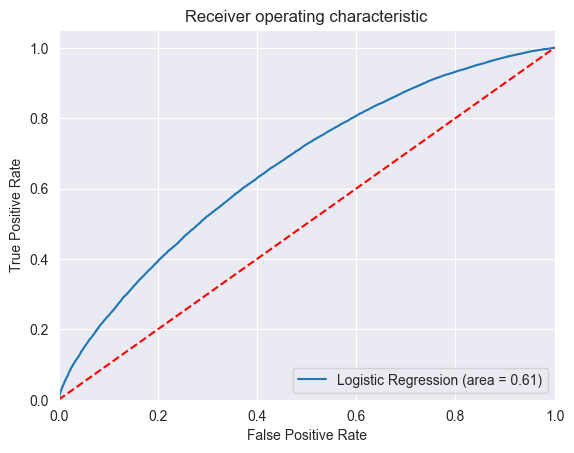 Receiver operating characteristic
1.0
0.8
0.6
0.4
0.2
0.0
True Positive Rate
Logistic Regression (area = 0.61)
0.0 0.2 0.4 0.6 0.8 1.0
False Positive Rate